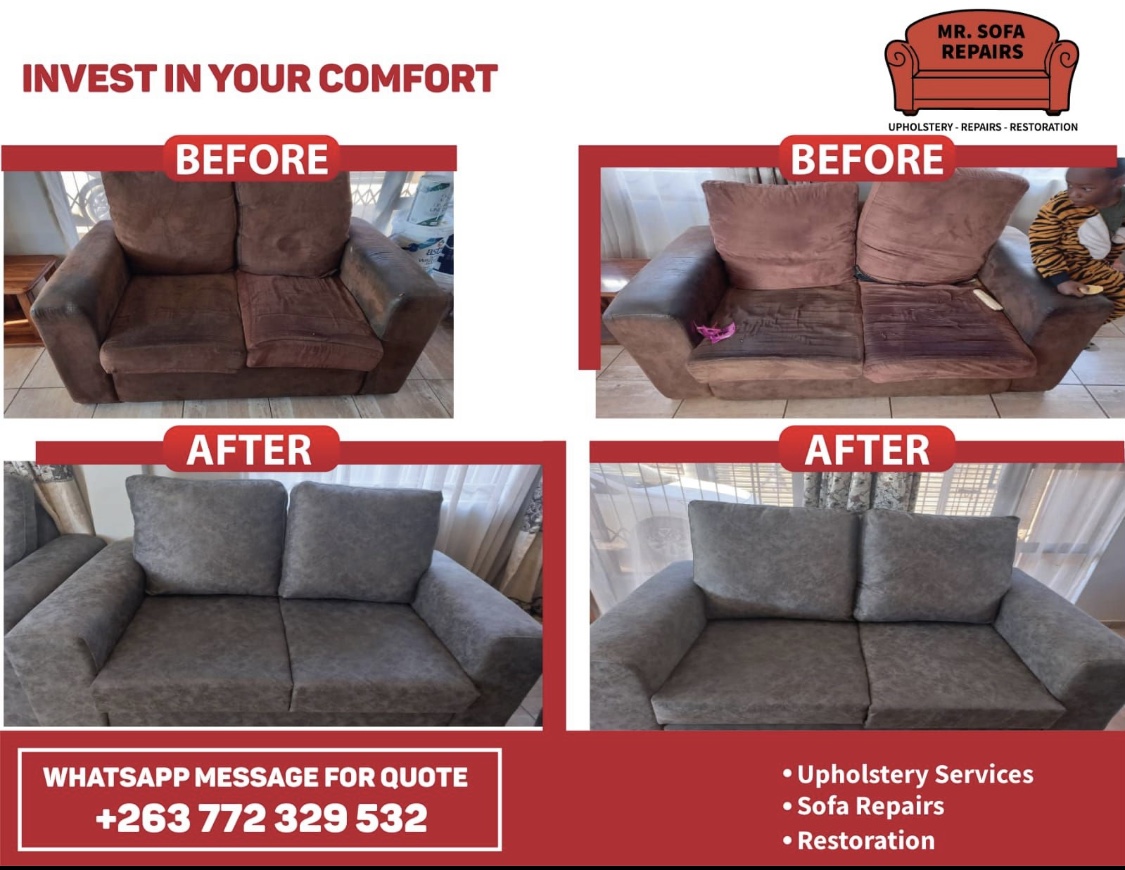 INVEST IN YOUR COMFORT
MR. SOFA
REPAIRS
UPHOLSTERY - REPAIRS - RESTORATION
BEFORE
BEFORE
AFTER
AFTER
WHATSAPP MESSAGE FOR QUOTE
+263 772 329 532
• Upholstery Services
• Sofa Repairs
• Restoration